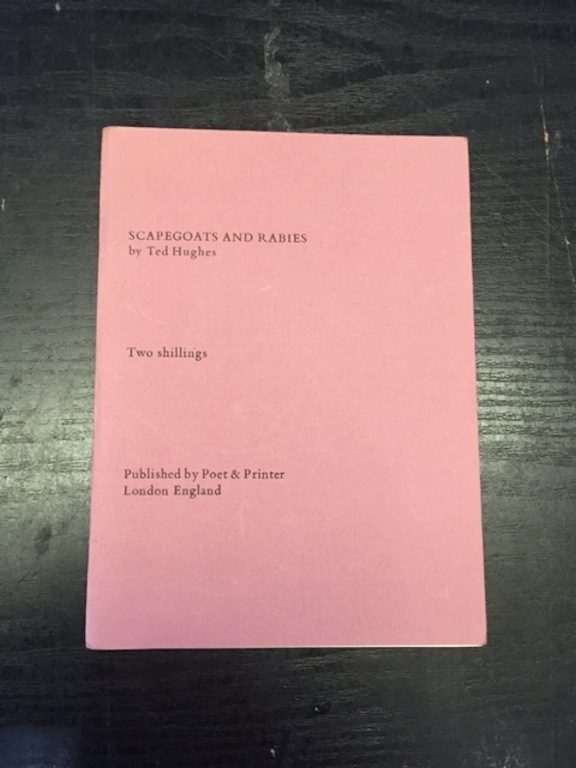 SCAPEGOATS AND RABIES
by Ted Hughes
Two shillings
Published by Poet & Printer
London England